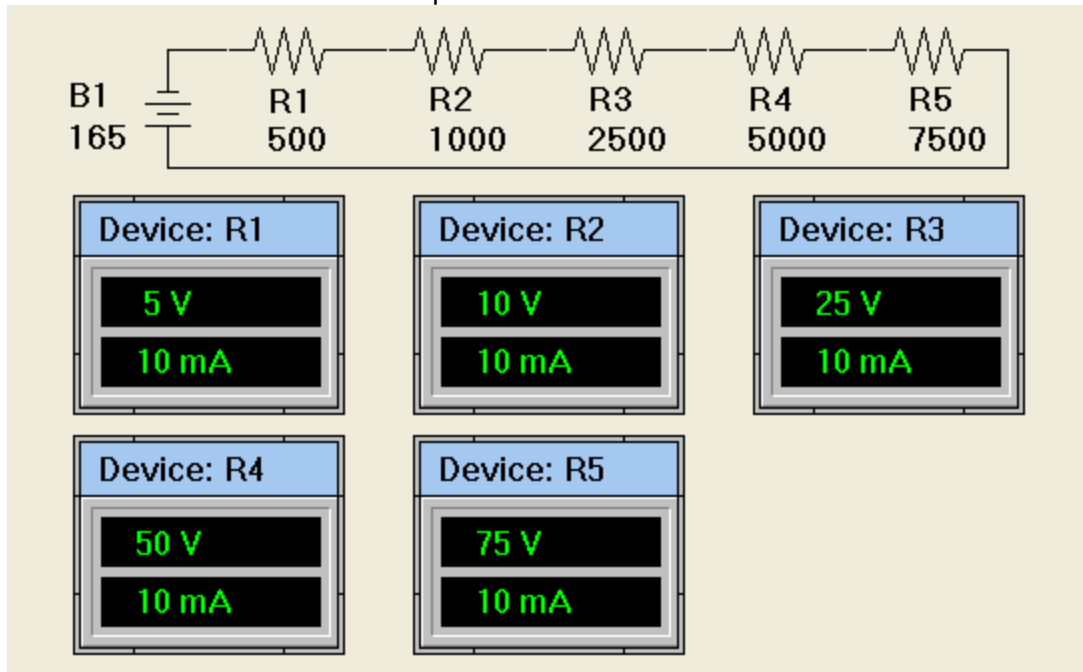 B1
165
R1
500
R2
1000
R3
2500
R4
5000
R5
7500
Device: R1
5 V
10 mA
Device: R2
10 V
10 mA
Device: R3
25 V
10 mA
Device: R4
50 V
10 mA
Device: R5
75 V
10 mA